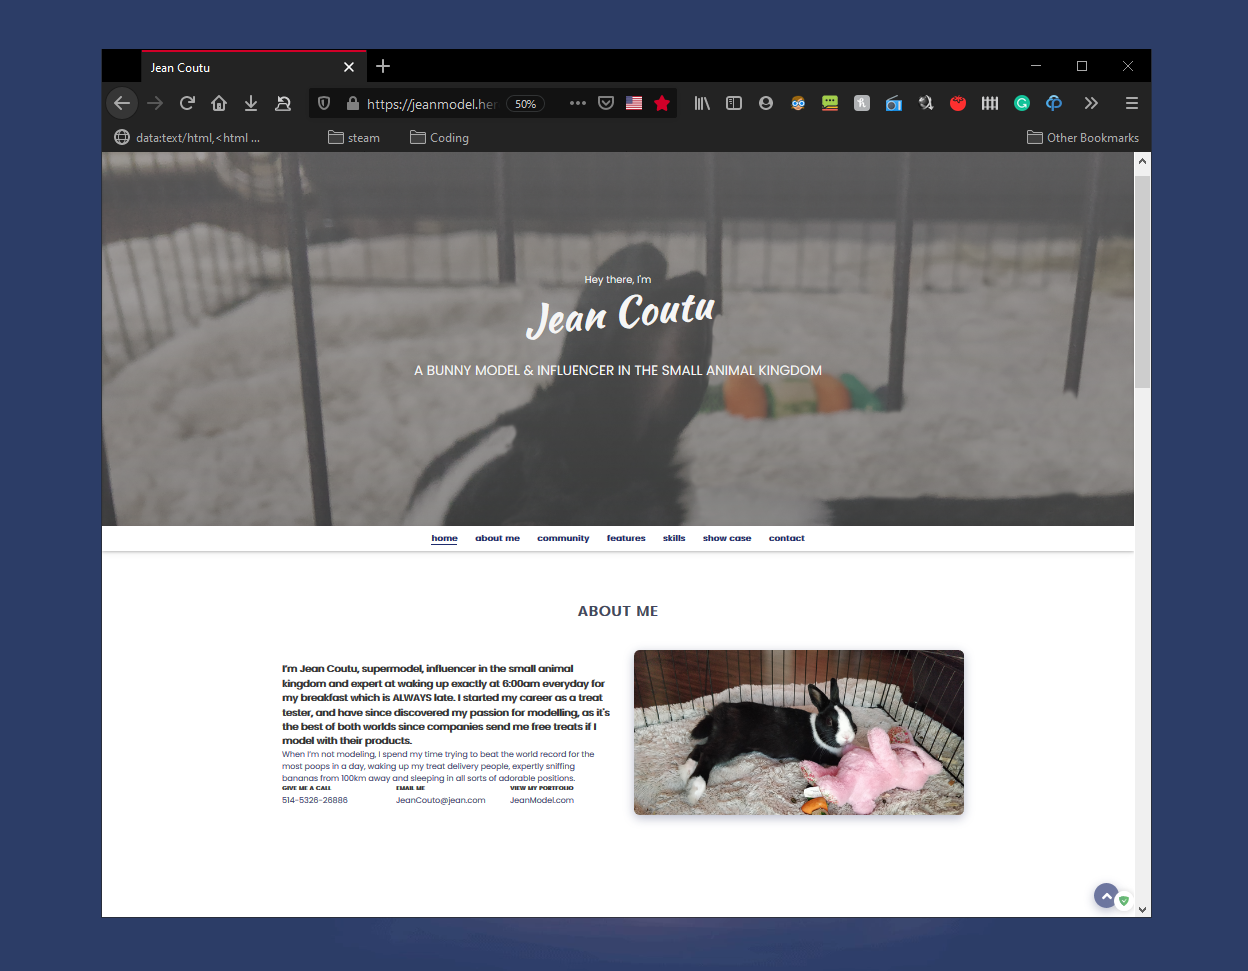 Jean Coutu
https://jeanmodel.her
50%
data:text/html,<html ...
steam
Coding
Other Bookmarks
Hey there, I'm
Jean Coutu
A BUNNY MODEL & INFLUENCER IN THE SMALL ANIMAL KINGDOM
home about me community features skills show case contact
ABOUT ME
I'm Jean Coutu, supermodel, influencer in the small animal
kingdom and expert at waking up exactly at 6:00am everyday for
my breakfast which is ALWAYS late. I started my career as a treat
tester, and have since discovered my passion for modelling, as it's
the best of both worlds since companies send me free treats if I
model with their products.
When I'm not modeling, I spend my time trying to beat the world record for the
most poops in a day, waking up my treat delivery people, expertly sniffing
bananas from 100km away and sleeping in all sorts of adorable positions.
GIVE ME A CALL EMAIL ME VIEW MY PORTFOLIO
514-5326-26886 JeanCouto@jean.com JeanModel.com